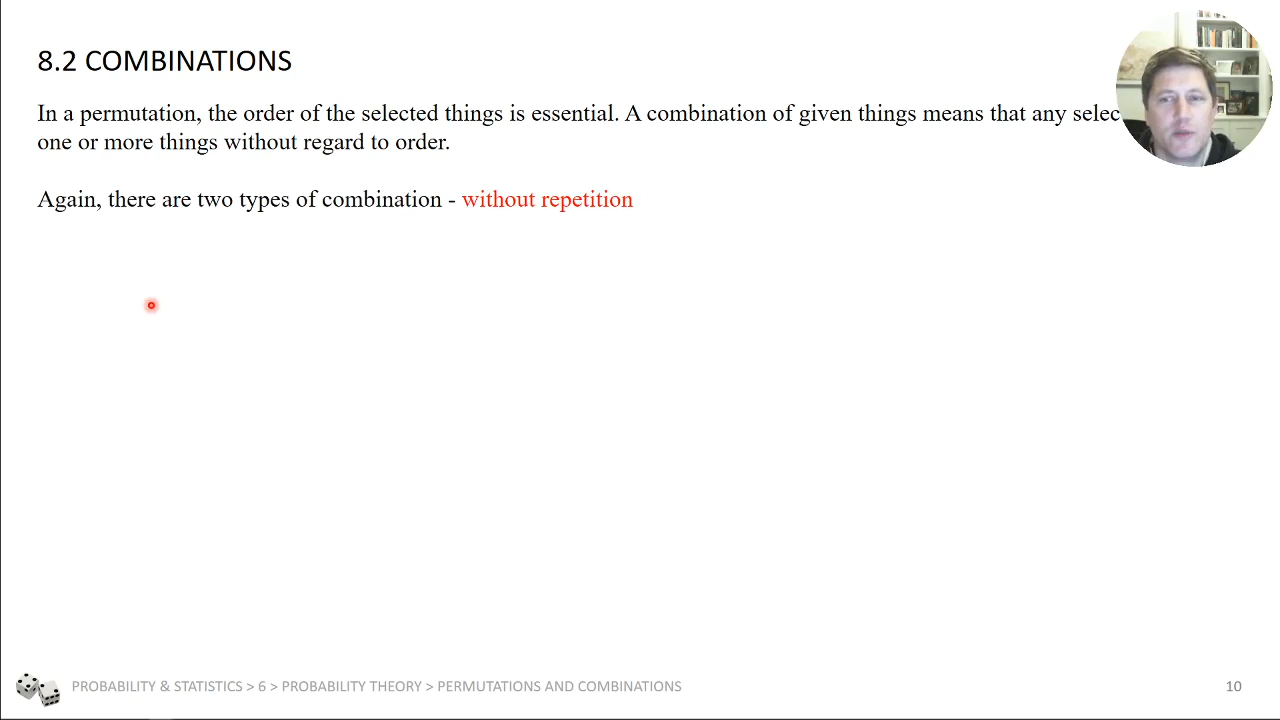 8.2 COMBINATIONS
In a permutation, the order of the selected things is essential. A combination of given things means that any
one or more things without regard to order.
Again, there are two types of combination - without repetition
PROBABILITY & STATISTICS > 6 > PROBABILITY THEORY > PERMUTATIONS AND COMBINATIONS
10